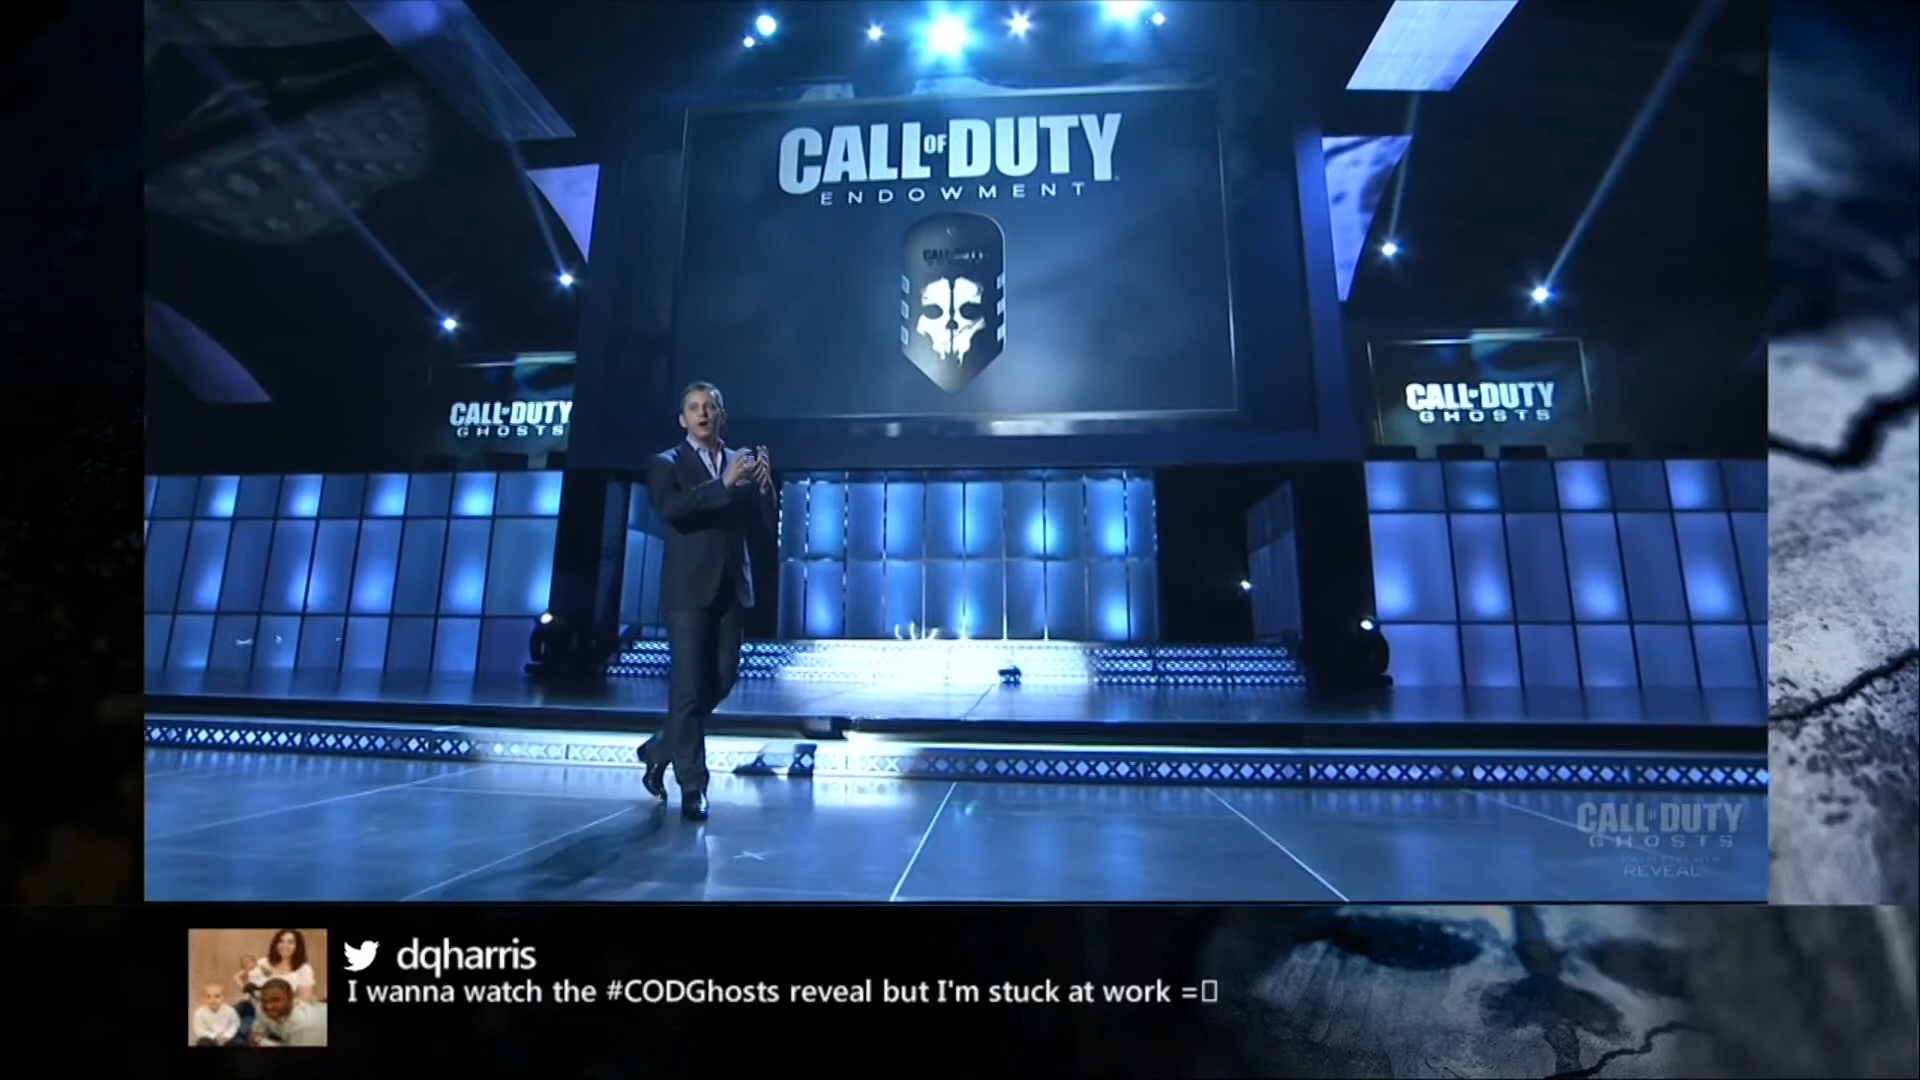 CALL OF DUTY
ENDOWMENT
CALL OF DUTY
GHOSTS
CALL OF DUTY
GHOSTS
CALL OF DUTY
GHOSTS
REVEAL
dqharris
I wanna watch the #CODGhosts reveal but I'm stuck at work =